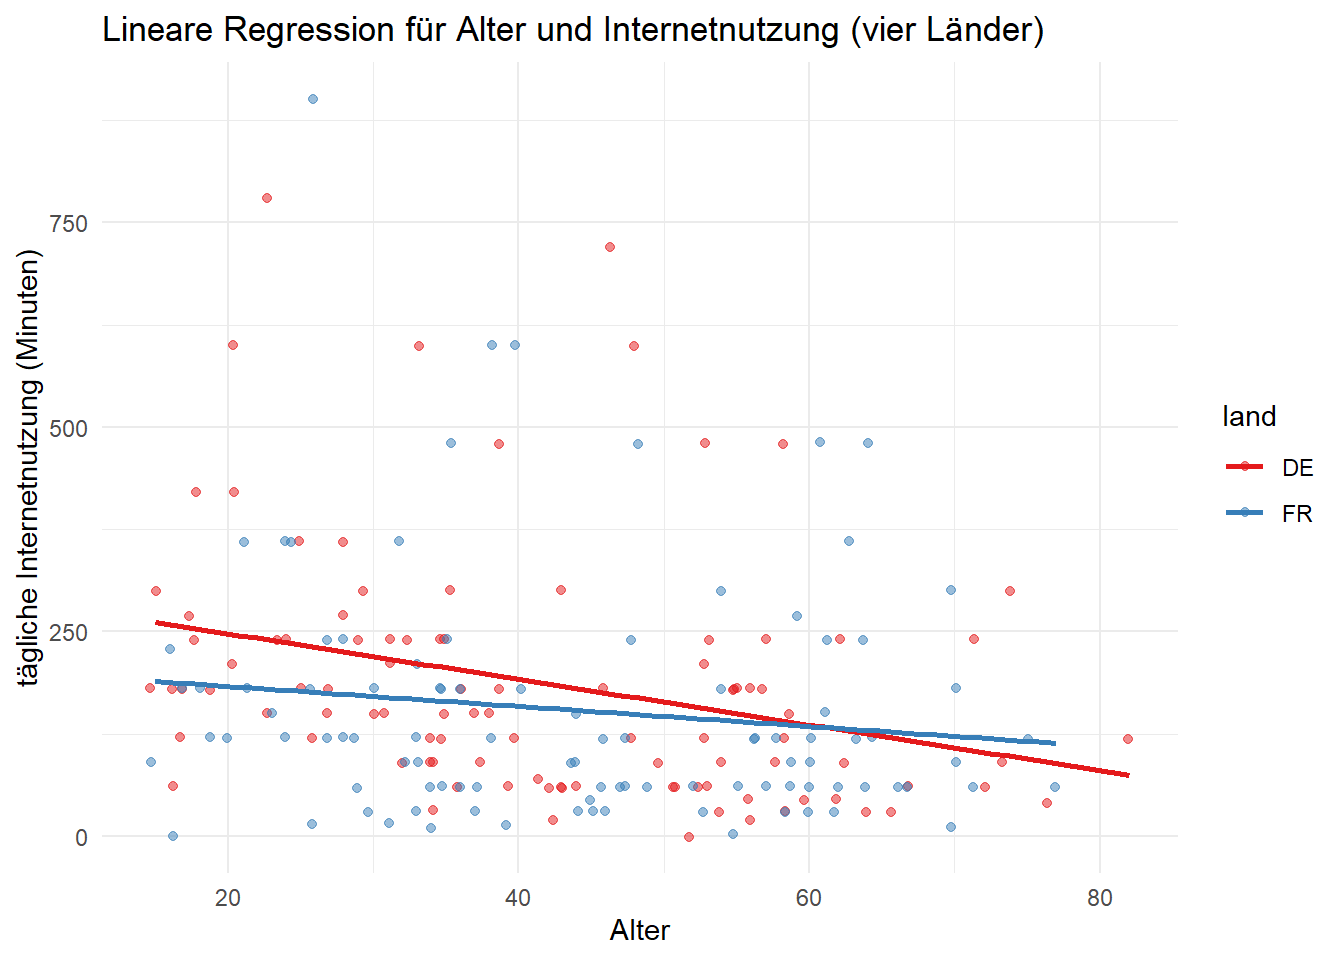 Lineare Regression für Alter und Internetnutzung (vier Länder)
tägliche Internetnutzung (Minuten)
750
500
250
0
20 40 60 80
Alter
land
DE
FR